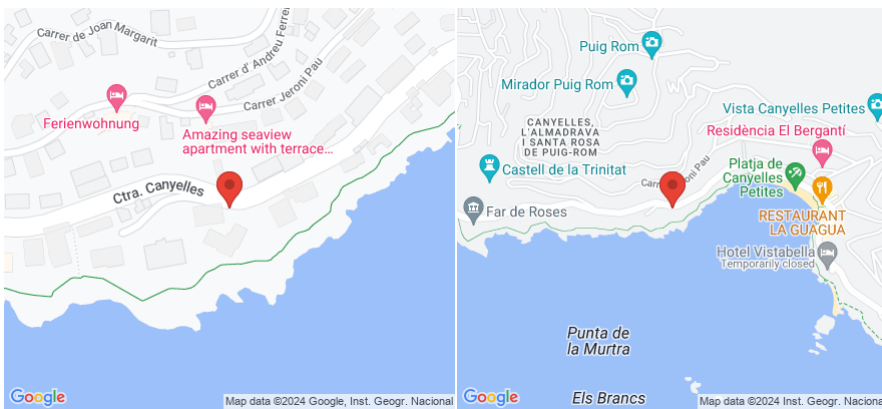 Carrer de Joan Margarit
Carrer d'Andreu Ferrer
Carrer Jeroni Pau
Ferienwohnung
Amazing seaview
apartment with terrace...
Ctra. Canyelles
Google
Map data ©2024 Google, Inst. Geogr. Nacional
Puig Rom
Mirador Puig Rom
Vista Canyelles Petites
CANYELLES,
L'ALMADRAVA
I SANTA ROSA
DE PUIG-ROM
Residència El Bergantí
Castell de la Trinitat
Platja de
Canyelles
Petites
Carrer Jeroni Pau
Far de Roses
RESTAURANT
LA GUAGUA
Hotel Vistabella
Temporarily closed
Punta de
la Murtra
Els Brancs
Google
Map data ©2024 Google, Inst. Geogr. Nacional